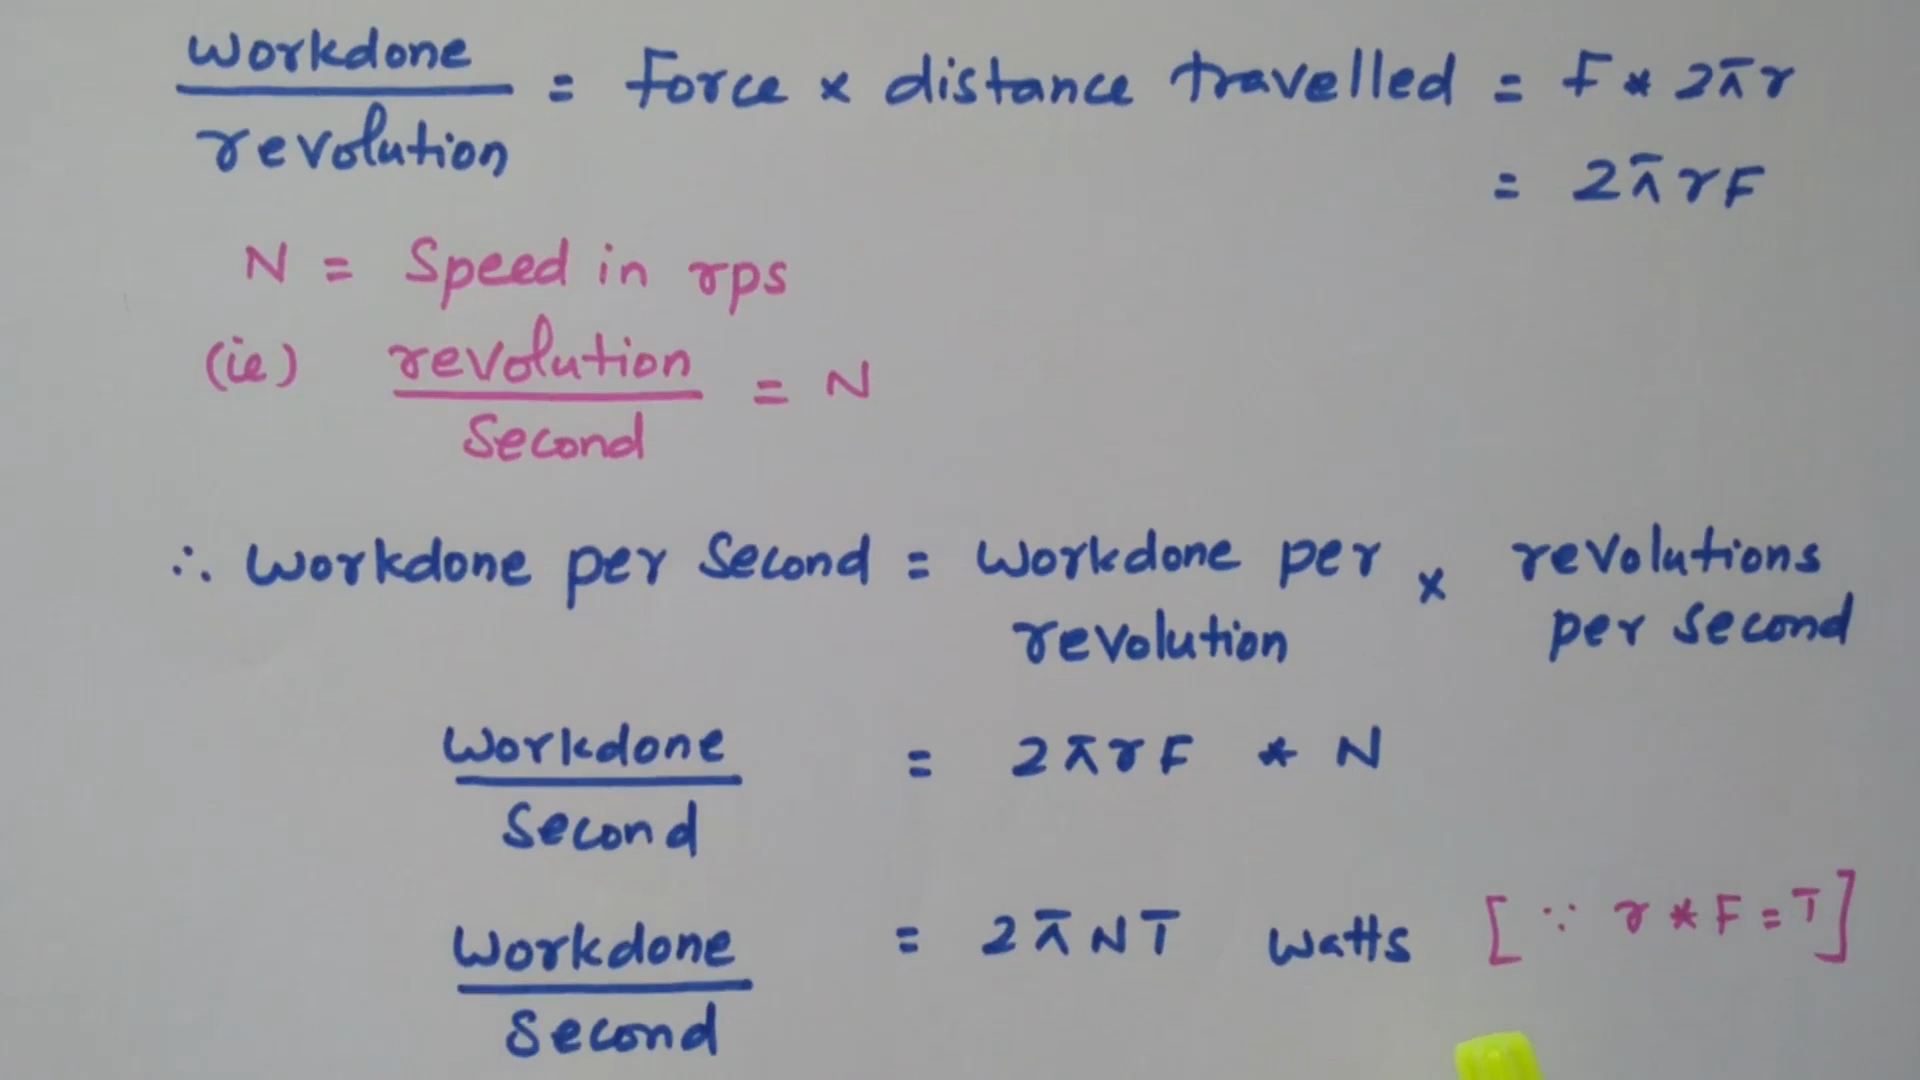 workdone / revolution = Force × distance travelled = F * 2πr
= 2πrF
N = Speed in rps
(ie) revolution / Second = N
∴ Workdone per Second = Workdone per revolution × revolutions per second
Workdone / Second = 2πrF * N
Workdone / Second = 2πNT watts [∵ r * F = T]